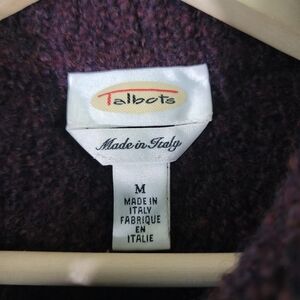 Talbots
Made in Italy
M
MADE IN
ITALY
FABRIQUE
EN
ITALIE